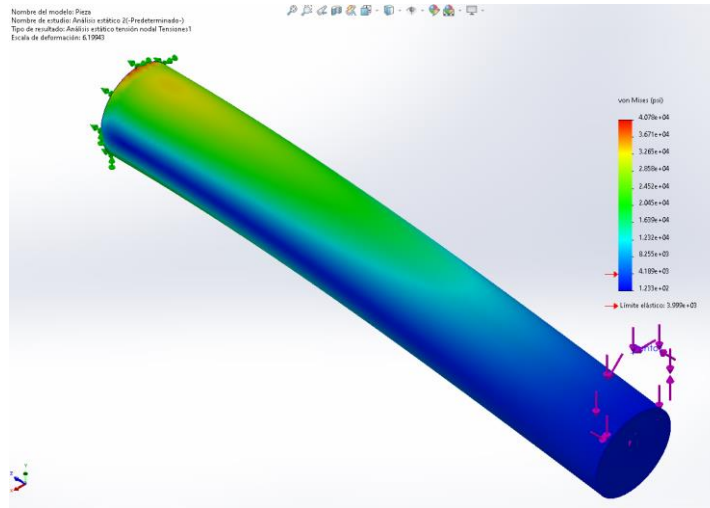 Nombre del modelo: Pieza
Nombre de estudio: Análisis estático 2(-Predeterminado-)
Tipo de resultado: Análisis estático tensión nodal Tensiones1
Escala de deformación: 6.19943
von Mises (psi)
4.078e+04
3.671e+04
3.265e+04
2.858e+04
2.452e+04
2.045e+04
1.639e+04
1.232e+04
8.255e+03
4.189e+03
1.233e+02
Límite elástico: 3.999e+03